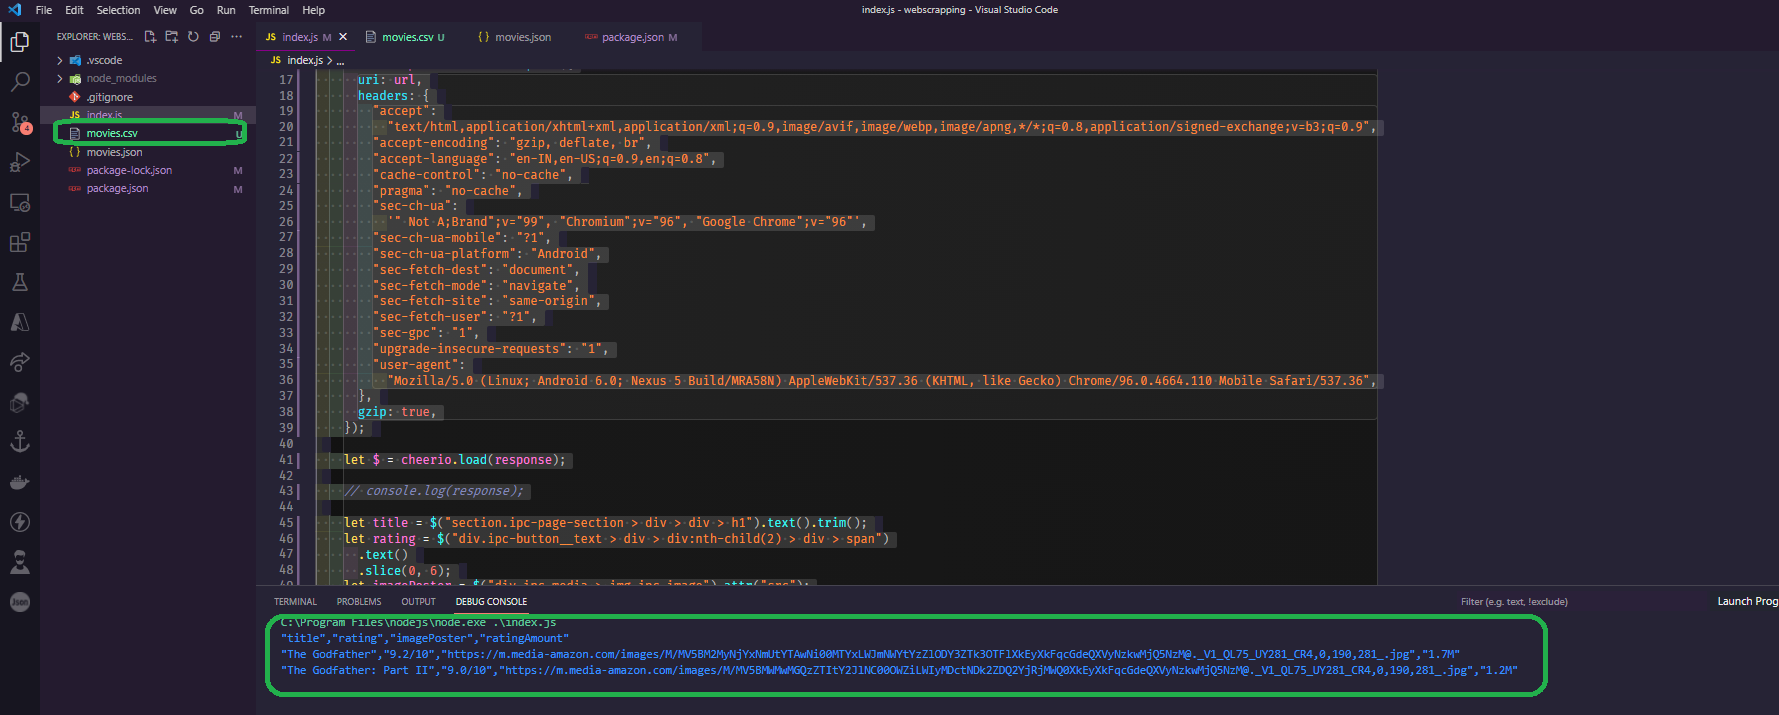 File Edit Selection View Go Run Terminal Help
index.js - webscrapping - Visual Studio Code
EXPLORER: WEBS...
.vscode
node_modules
.gitignore
index.js M
movies.csv U
movies.json
package-lock.json M
package.json M
4
Json
JS index.js M
movies.csv U
{ } movies.json
package.json M
JS index.js > ...
17 uri: url,
18 headers: {
19 "accept":
20 "text/html,application/xhtml+xml,application/xml;q=0.9,image/avif,image/webp,image/apng,*/*;q=0.8,application/signed-exchange;v=b3;q=0.9",
21 "accept-encoding": "gzip, deflate, br",
22 "accept-language": "en-IN,en-US;q=0.9,en;q=0.8",
23 "cache-control": "no-cache",
24 "pragma": "no-cache",
25 "sec-ch-ua":
26 '" Not A;Brand";v="99", "Chromium";v="96", "Google Chrome";v="96"',
27 "sec-ch-ua-mobile": "?1",
28 "sec-ch-ua-platform": "Android",
29 "sec-fetch-dest": "document",
30 "sec-fetch-mode": "navigate",
31 "sec-fetch-site": "same-origin",
32 "sec-fetch-user": "?1",
33 "sec-gpc": "1",
34 "upgrade-insecure-requests": "1",
35 "user-agent":
36 "Mozilla/5.0 (Linux; Android 6.0; Nexus 5 Build/MRA58N) AppleWebKit/537.36 (KHTML, like Gecko) Chrome/96.0.4664.110 Mobile Safari/537.36",
37 },
38 gzip: true,
39 });
40
41 let $ = cheerio.load(response);
42
43 // console.log(response);
44
45 let title = $("section.ipc-page-section > div > div > h1").text().trim();
46 let rating = $("div.ipc-button__text > div > div:nth-child(2) > div > span")
47 .text()
48 .slice(0, 6);
49 let imagePoster = $("div.ipc-media > img.ipc-image").attr("src");
TERMINAL PROBLEMS OUTPUT DEBUG CONSOLE
Filter (e.g. text, !exclude)
Launch Prog
C:\Program Files\nodejs\node.exe .\index.js
"title","rating","imagePoster","ratingAmount"
"The Godfather","9.2/10","https://m.media-amazon.com/images/M/MV5BM2MyNjYxNmUtYTAwNi00MTYxLWJmNWYtYzZlODY3ZTk3OTFlXkEyXkFqcGdeQXVyNzkwMjQ5NzM@._V1_QL75_UY281_CR4,0,190,281_.jpg","1.7M"
"The Godfather: Part II","9.0/10","https://m.media-amazon.com/images/M/MV5BMWMwMGQzZTItY2JlNC00OWZiLWIyMDctNDk2ZDQ2YjRjMWQ0XkEyXkFqcGdeQXVyNzkwMjQ5NzM@._V1_QL75_UY281_CR4,0,190,281_.jpg","1.2M"